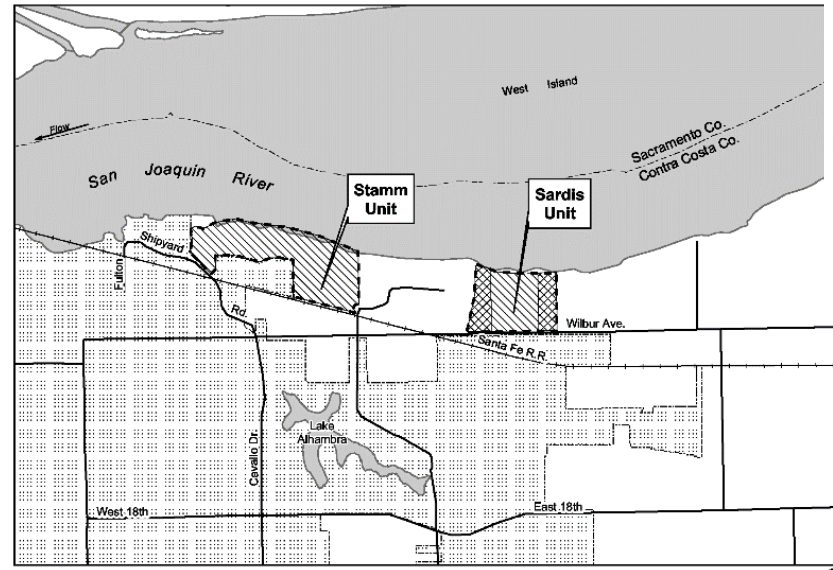 West Island
Flow
Sacramento Co.
Contra Costa Co.
San Joaquin River
Stamm
Unit
Sardis
Unit
Shipyard
Fulton
Rd.
Wilbur Ave.
Santa Fe R.R.
Lake
Alhambra
Cavallo Dr.
West 18th
East 18th